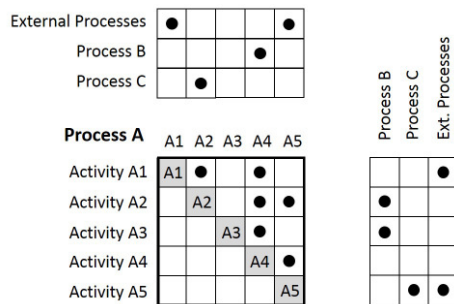 External Processes
Process B
Process C
Process B
Process C
Ext. Processes
Process A A1 A2 A3 A4 A5
Activity A1 A1
Activity A2 A2
Activity A3 A3
Activity A4 A4
Activity A5 A5